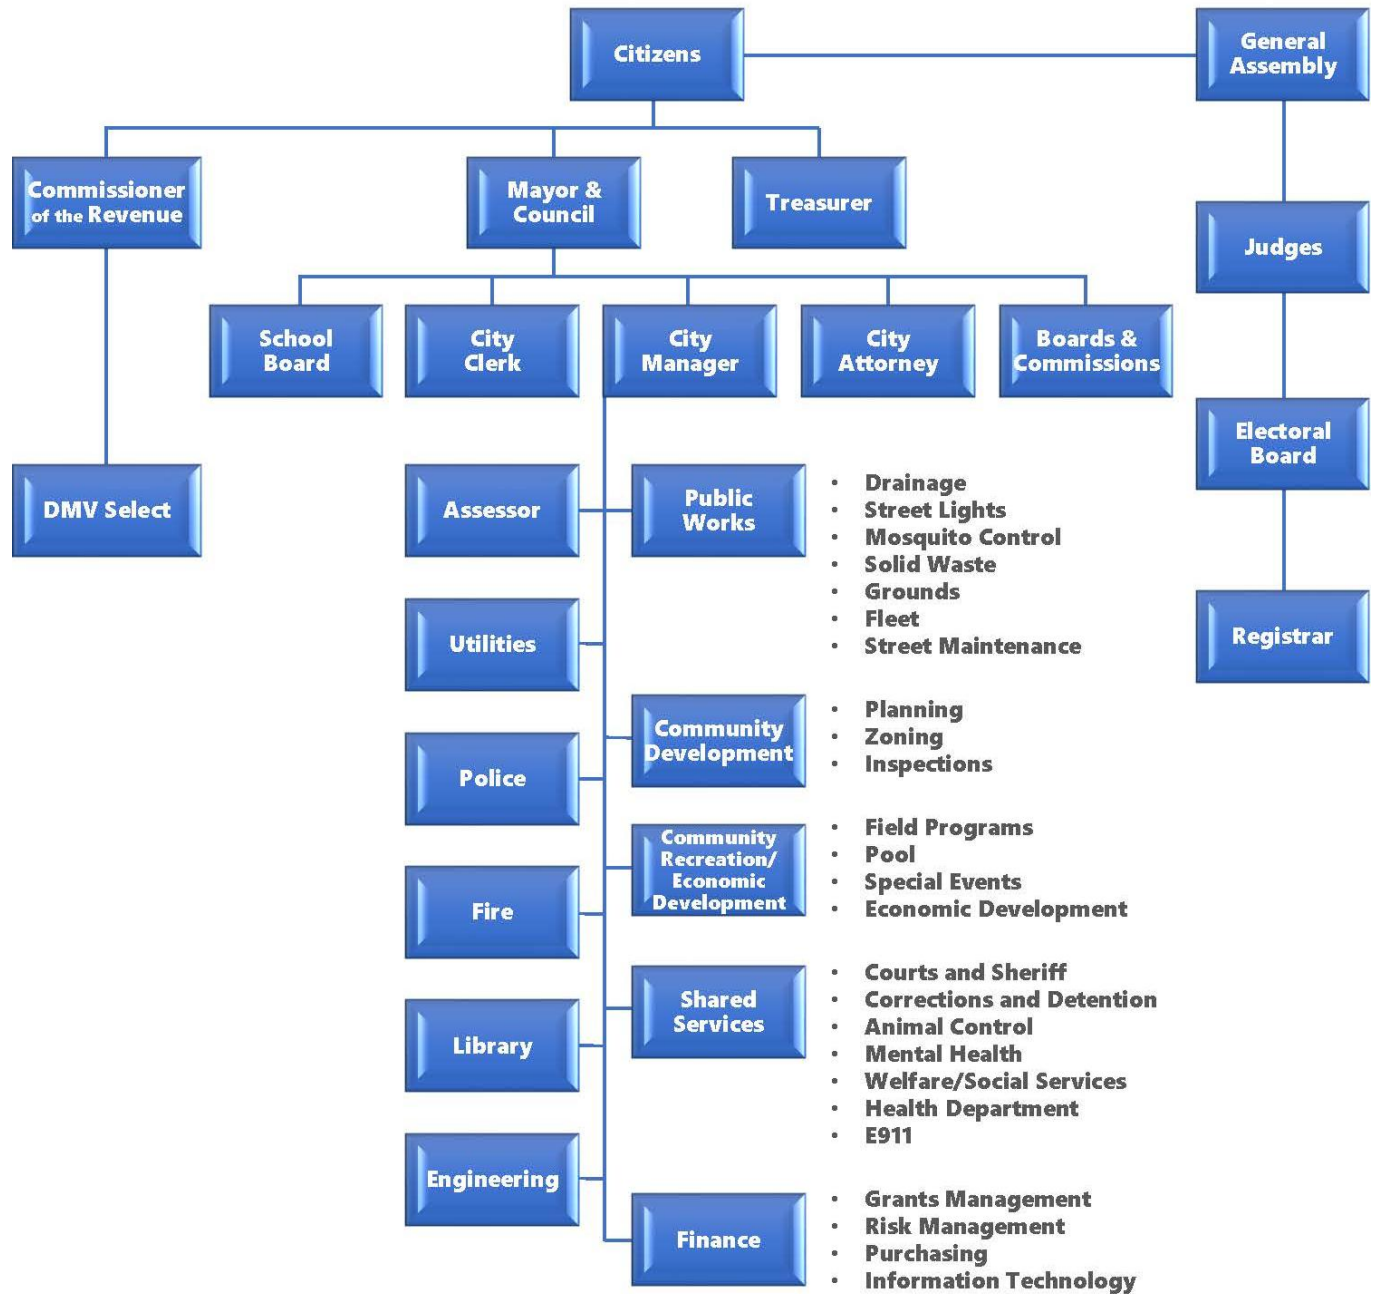 Citizens
General
Assembly
Commissioner
of the Revenue
Mayor &
Council
Treasurer
Judges
School
Board
City
Clerk
City
Manager
City
Attorney
Boards &
Commissions
Electoral
Board
DMV Select
Assessor
Public
Works
• Drainage
• Street Lights
• Mosquito Control
• Solid Waste
• Grounds
• Fleet
• Street Maintenance
Registrar
Utilities
Community
Development
• Planning
• Zoning
• Inspections
Police
Community
Recreation/
Economic
Development
• Field Programs
• Pool
• Special Events
• Economic Development
Fire
Shared
Services
• Courts and Sheriff
• Corrections and Detention
• Animal Control
• Mental Health
• Welfare/Social Services
• Health Department
• E911
Library
Engineering
Finance
• Grants Management
• Risk Management
• Purchasing
• Information Technology